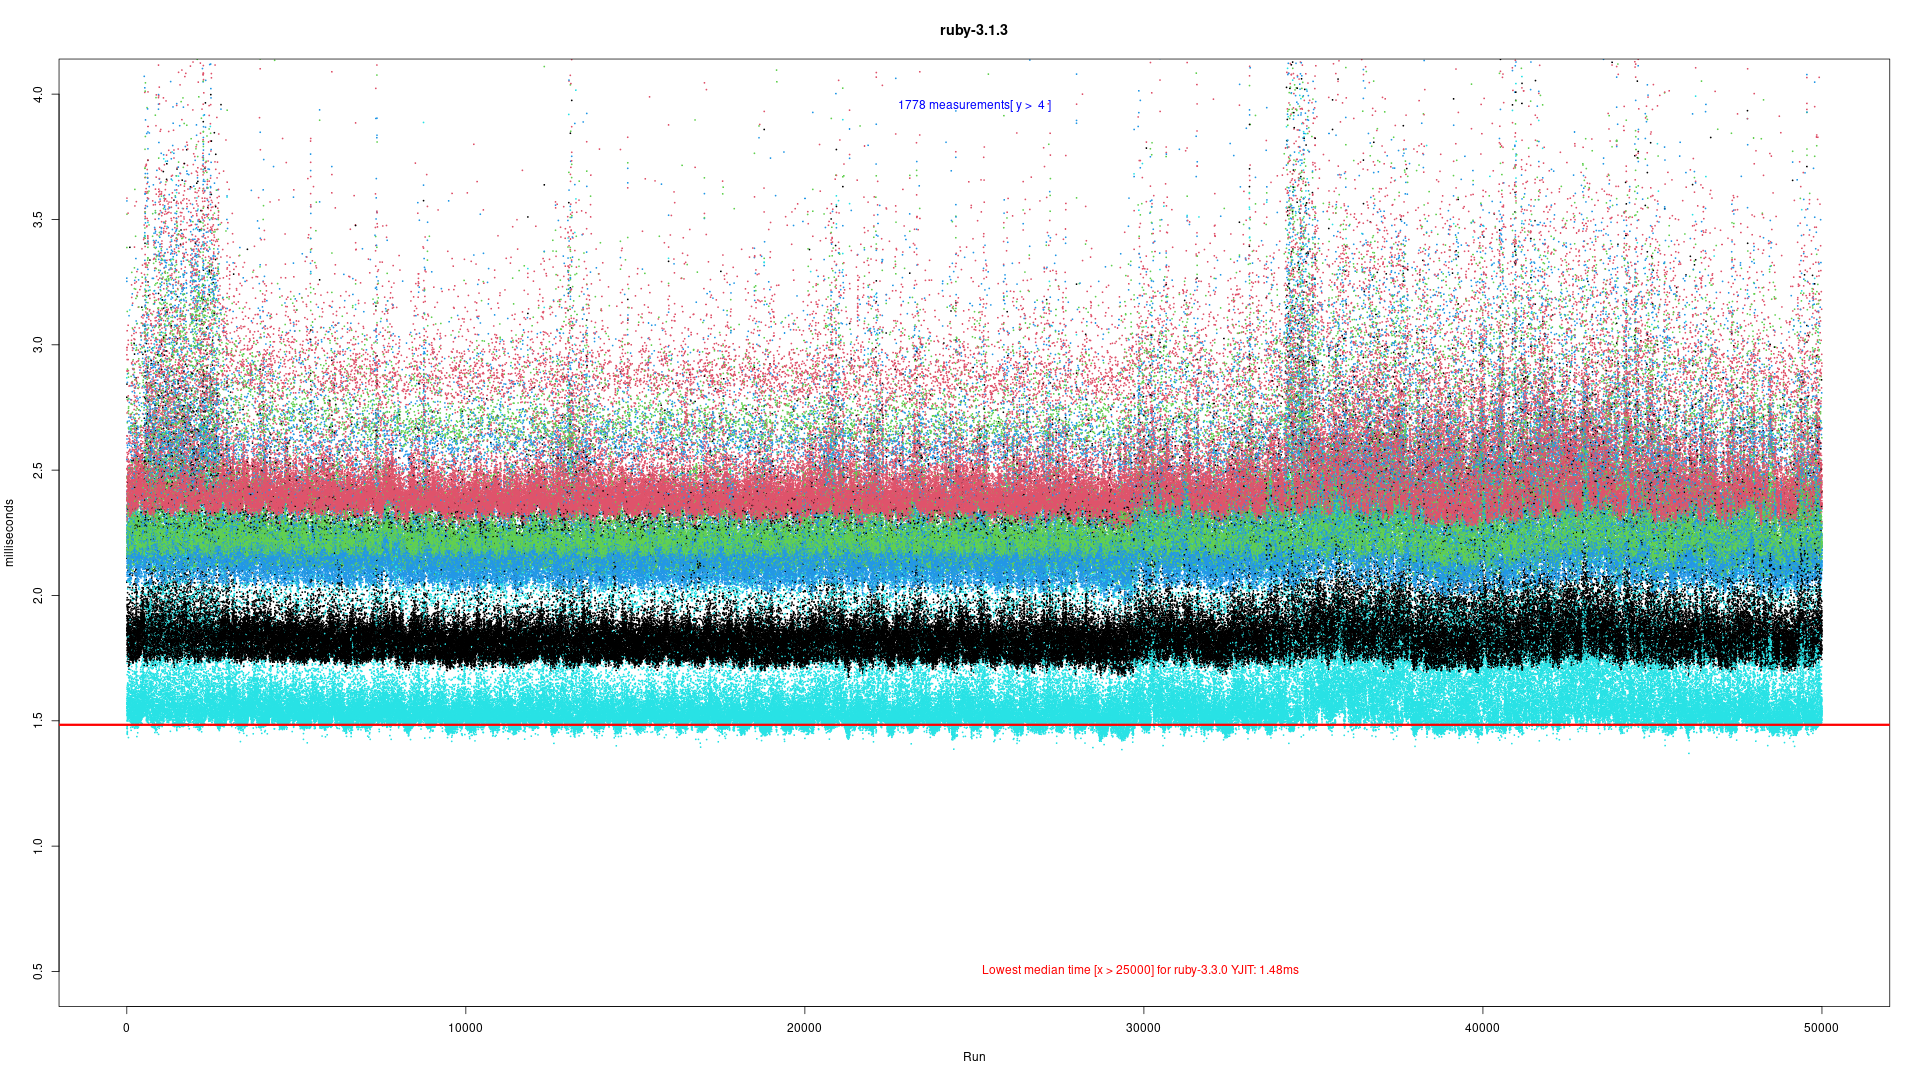 ruby-3.1.3
1778 measurements[ y > 4 ]
4.0
3.5
3.0
2.5
2.0
1.5
1.0
0.5
milliseconds
Lowest median time [x > 25000] for ruby-3.3.0 YJIT: 1.48ms
0 10000 20000 30000 40000 50000
Run